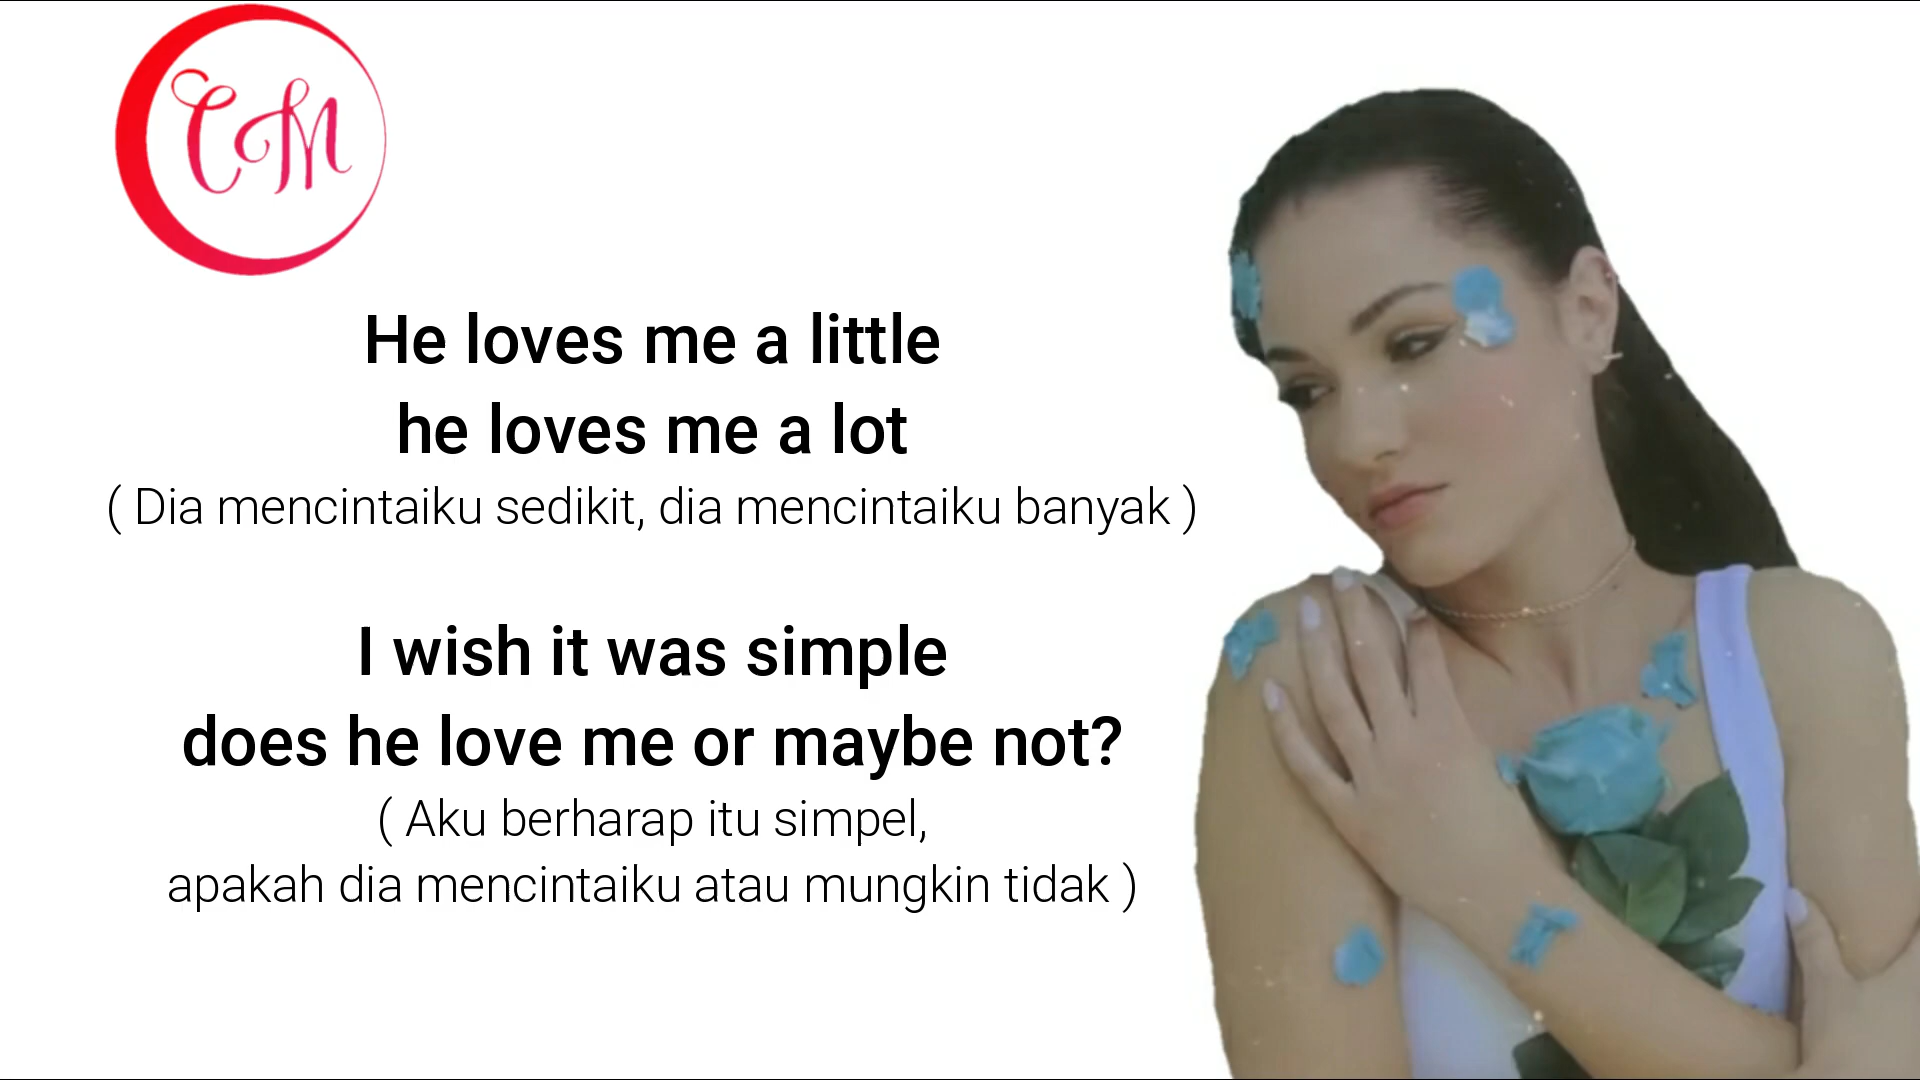 CM
He loves me a little
he loves me a lot
( Dia mencintaiku sedikit, dia mencintaiku banyak )
I wish it was simple
does he love me or maybe not?
( Aku berharap itu simpel,
apakah dia mencintaiku atau mungkin tidak )